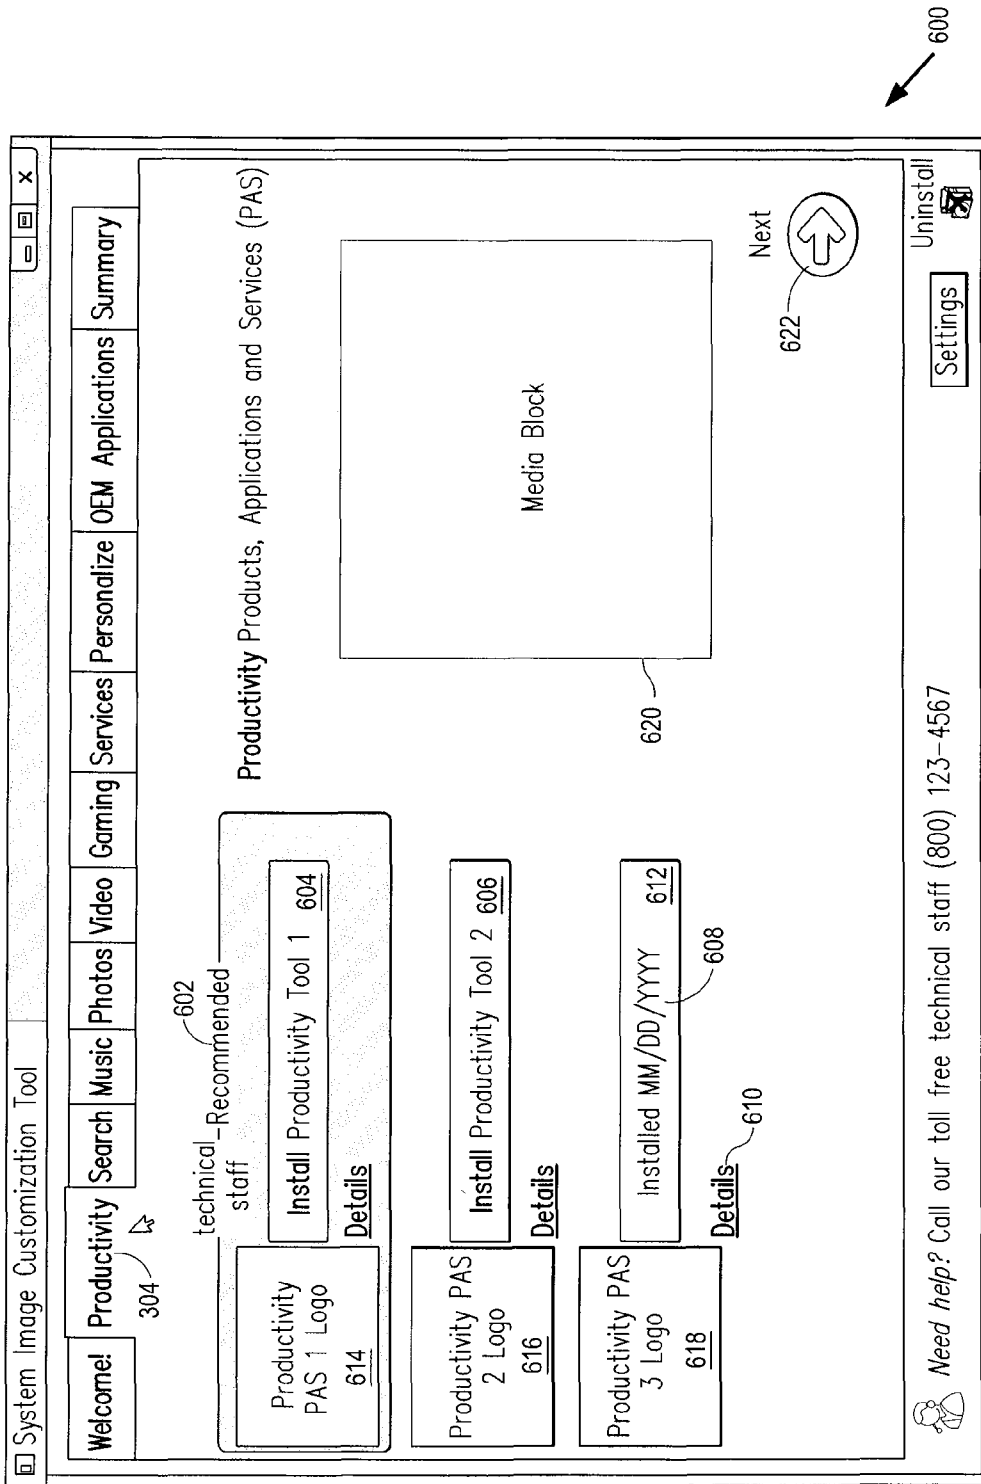 600
System Image Customization Tool
Welcome! Productivity Search Music Photos Video Gaming Services Personalize OEM Applications Summary
304
Productivity Products, Applications and Services (PAS)
technical
staff
Recommended
602
Productivity
PAS 1 Logo
614
Install Productivity Tool 1 604
Details
Productivity PAS
2 Logo
616
Install Productivity Tool 2 606
Details
Productivity PAS
3 Logo
618
Installed MM/DD/YYYY 612
608
Details
610
Media Block
620
Next
622
Need help? Call our toll free technical staff (800) 123-4567
Settings
Uninstall